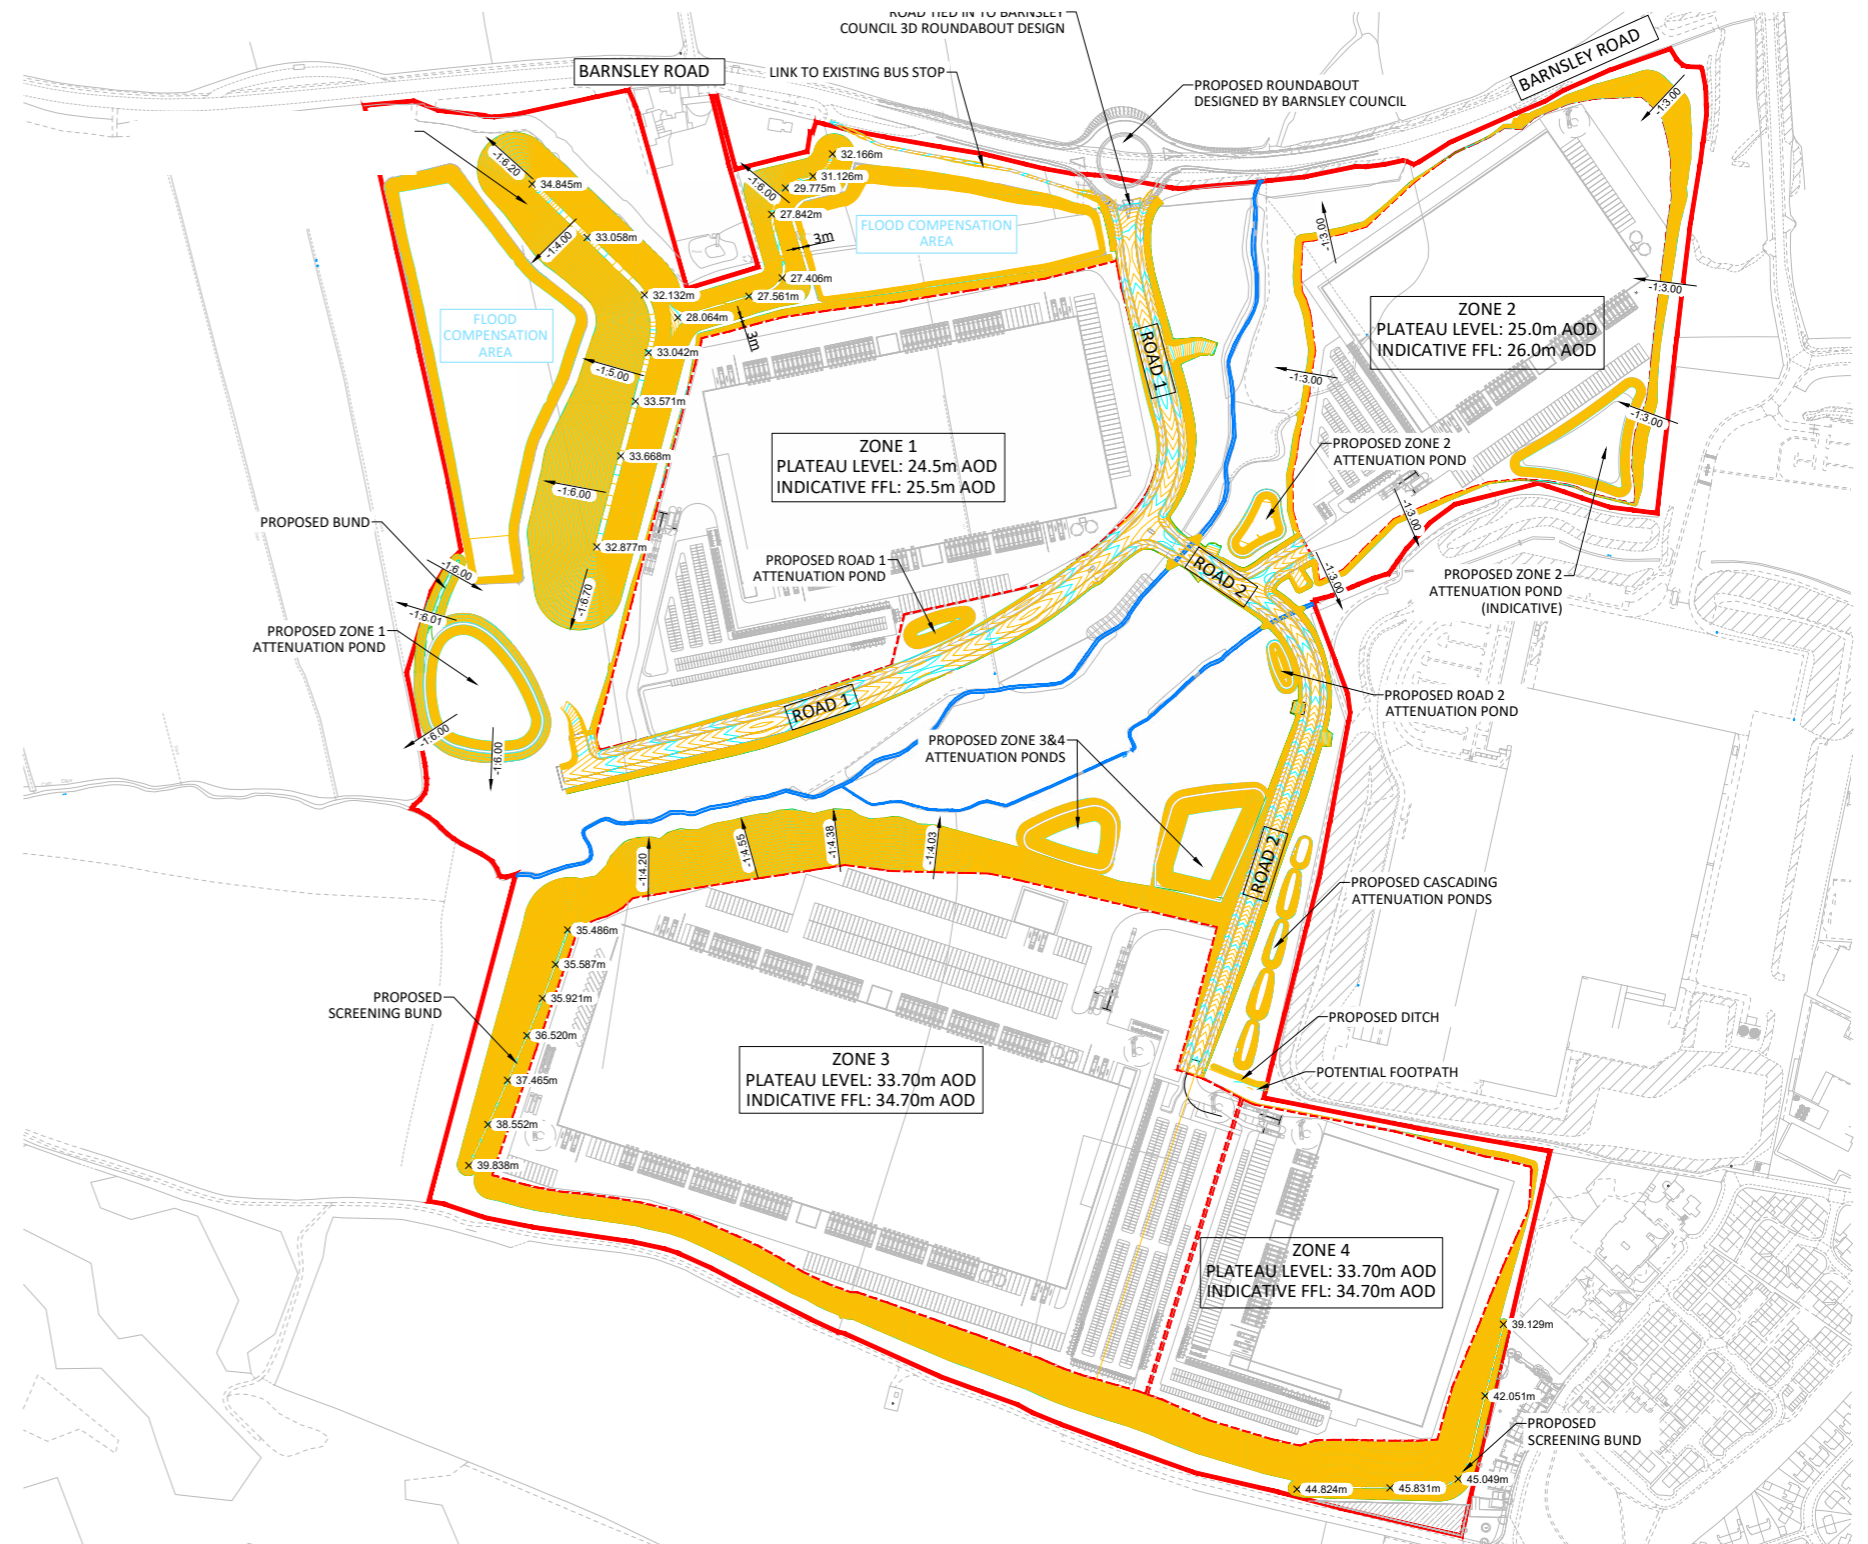 ROAD TIED IN TO BARNSLEY
COUNCIL 3D ROUNDABOUT DESIGN
BARNSLEY ROAD
LINK TO EXISTING BUS STOP
PROPOSED ROUNDABOUT
DESIGNED BY BARNSLEY COUNCIL
BARNSLEY ROAD
-1:3.00
-1:6.20
34.845m
33.058m
-1:4.00
32.132m
32.166m
31.126m
29.775m
-1:6.00
27.842m
3m
27.406m
27.561m
28.064m
3m
FLOOD COMPENSATION
AREA
FLOOD
COMPENSATION
AREA
33.042m
-1:5.00
33.571m
33.668m
-1:6.00
32.877m
-1:6.70
-1:3.00
-1:3.00
-1:3.00
-1:3.00
-1:3.00
-1:3.00
ZONE 2
PLATEAU LEVEL: 25.0m AOD
INDICATIVE FFL: 26.0m AOD
ROAD 1
ZONE 1
PLATEAU LEVEL: 24.5m AOD
INDICATIVE FFL: 25.5m AOD
PROPOSED ZONE 2
ATTENUATION POND
PROPOSED BUND
-1:6.00
-1:6.01
PROPOSED ZONE 1
ATTENUATION POND
-1:6.00
-1:6.00
PROPOSED ROAD 1
ATTENUATION POND
ROAD 2
PROPOSED ZONE 2
ATTENUATION POND
(INDICATIVE)
ROAD 1
PROPOSED ROAD 2
ATTENUATION POND
PROPOSED ZONE 3&4
ATTENUATION PONDS
-1:4.20
-1:4.55
-1:4.38
-1:4.03
ROAD 2
PROPOSED CASCADING
ATTENUATION PONDS
35.486m
35.587m
35.921m
36.520m
37.465m
38.552m
39.838m
PROPOSED
SCREENING BUND
PROPOSED DITCH
POTENTIAL FOOTPATH
ZONE 3
PLATEAU LEVEL: 33.70m AOD
INDICATIVE FFL: 34.70m AOD
ZONE 4
PLATEAU LEVEL: 33.70m AOD
INDICATIVE FFL: 34.70m AOD
39.129m
42.051m
PROPOSED
SCREENING BUND
45.049m
44.824m
45.831m